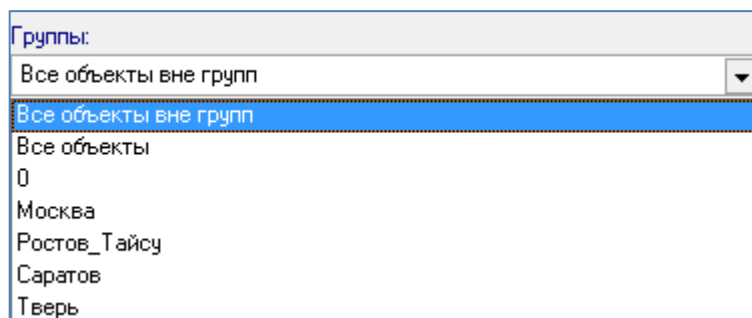 Группы:
Все объекты вне групп
Все объекты вне групп
Все объекты
0
Москва
Ростов_Тайсу
Саратов
Тверь